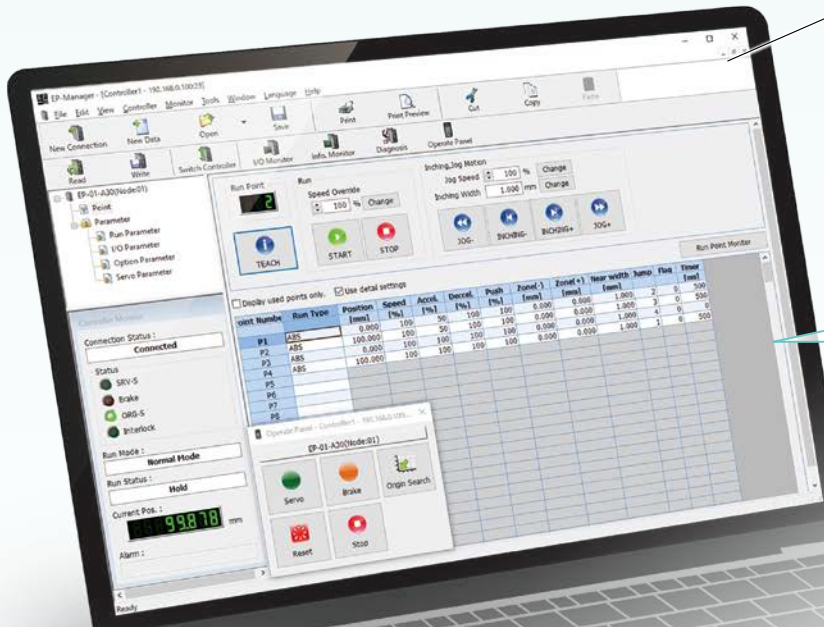 EP-Manager - [Controller1 - 192.168.0.100:23]
File Edit View Controller Monitor Tools Window Language Help
New Connection New Data Open Save Print Print Preview Cut Copy Paste
Read Write Switch Controller I/O Monitor Info. Monitor Diagnosis Operate Panel
EP-01-A30(Node:01)
Point
Parameter
Run Parameter
I/O Parameter
Option Parameter
Servo Parameter
Run Point
2
TEACH
Run
Speed Override
100 % Change
START STOP
Inching,Jog Motion
Jog Speed 100 % Change
Inching Width 1.000 mm Change
JOG- INCHING- INCHING+ JOG+
Run Point Moniter
Display used points only. Use detail settings
oint Numbe Run Type Position [mm] Speed [%] Accel. [%] Decel. [%] Push [%] Zone(-) [mm] Zone(+) [mm] Near width [mm] Jump Flag Timer [ms]
P1 ABS 0.000 100 50 100 100 0.000 0.000 1.000 2 0 500
P2 ABS 100.000 100 50 100 100 0.000 0.000 1.000 3 0 500
P3 ABS 0.000 100 100 100 100 0.000 0.000 1.000 4 0 0
P4 ABS 100.000 100 100 100 100 0.000 0.000 1.000 1 0 500
P5
P6
P7
P8
Controller Monitor
Connection Status :
Connected
Status
SRV-S
Brake
ORG-S
Interlock
Run Mode :
Normal Mode
Run Status :
Hold
Current Pos. :
99.878 mm
Alarm :
Ready
Operate Panel - Controller1 - 192.168.0.100...
EP-01-A30(Node:01)
Servo Brake Origin Search
Reset Stop